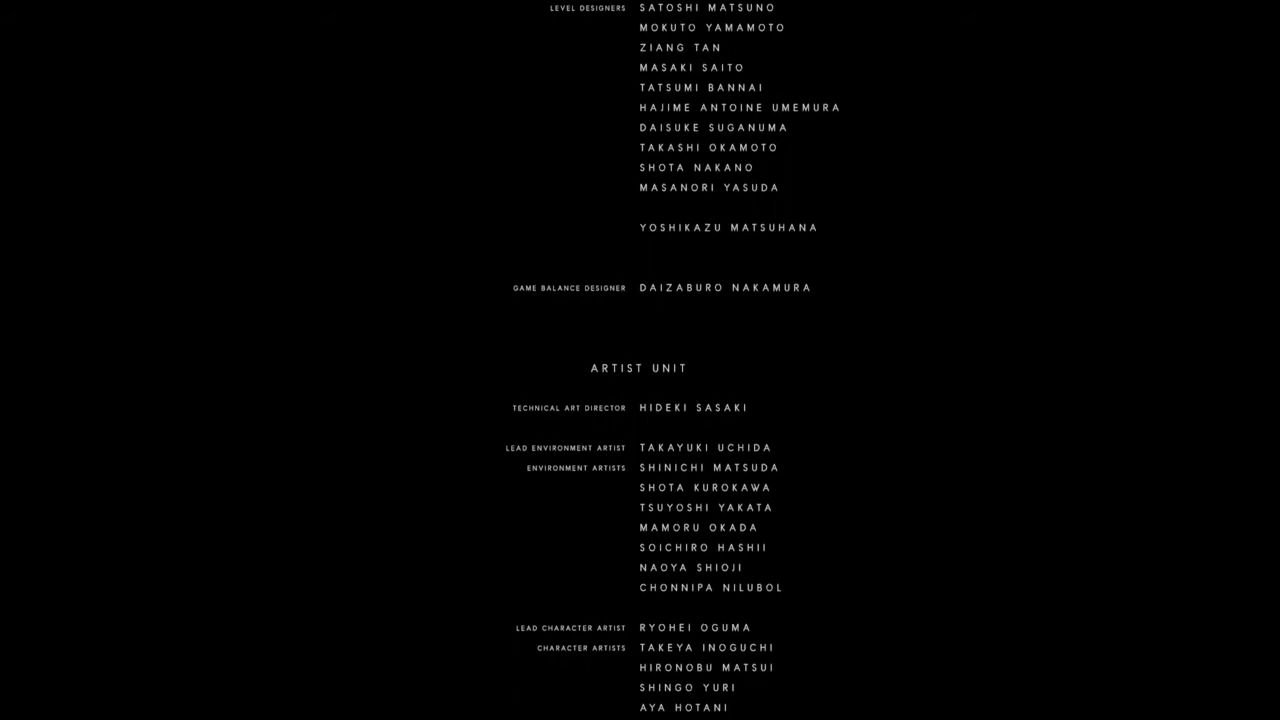 LEVEL DESIGNERS SATOSHI MATSUNO
MOKUTO YAMAMOTO
ZIANG TAN
MASAKI SAITO
TATSUMI BANNAI
HAJIME ANTOINE UMEMURA
DAISUKE SUGANUMA
TAKASHI OKAMOTO
SHOTA NAKANO
MASANORI YASUDA
YOSHIKAZU MATSUHANA
GAME BALANCE DESIGNER DAIZABURO NAKAMURA
ARTIST UNIT
TECHNICAL ART DIRECTOR HIDEKI SASAKI
LEAD ENVIRONMENT ARTIST TAKAYUKI UCHIDA
ENVIRONMENT ARTISTS SHINICHI MATSUDA
SHOTA KUROKAWA
TSUYOSHI YAKATA
MAMORU OKADA
SOICHIRO HASHII
NAOYA SHIOJI
CHONNIPA NILUBOL
LEAD CHARACTER ARTIST RYOHEI OGUMA
CHARACTER ARTISTS TAKEYA INOGUCHI
HIRONOBU MATSUI
SHINGO YURI
AYA HOTANI